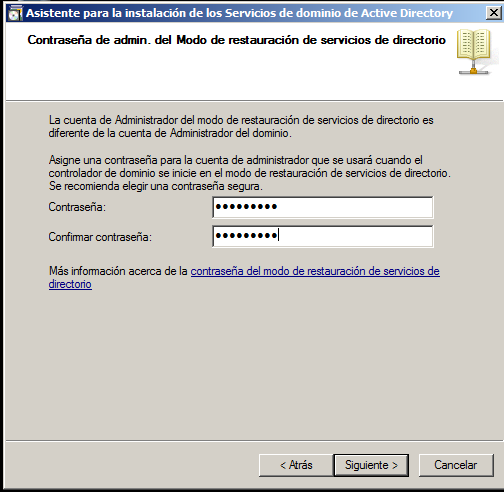 Asistente para la instalación de los Servicios de dominio de Active Directory
Contraseña de admin. del Modo de restauración de servicios de directorio
La cuenta de Administrador del modo de restauración de servicios de directorio es
diferente de la cuenta de Administrador del dominio.
Asigne una contraseña para la cuenta de administrador que se usará cuando el
controlador de dominio se inicie en el modo de restauración de servicios de directorio.
Se recomienda elegir una contraseña segura.
Contraseña: •••••••••
Confirmar contraseña: •••••••••
Más información acerca de la contraseña del modo de restauración de servicios de
directorio
< Atrás Siguiente > Cancelar